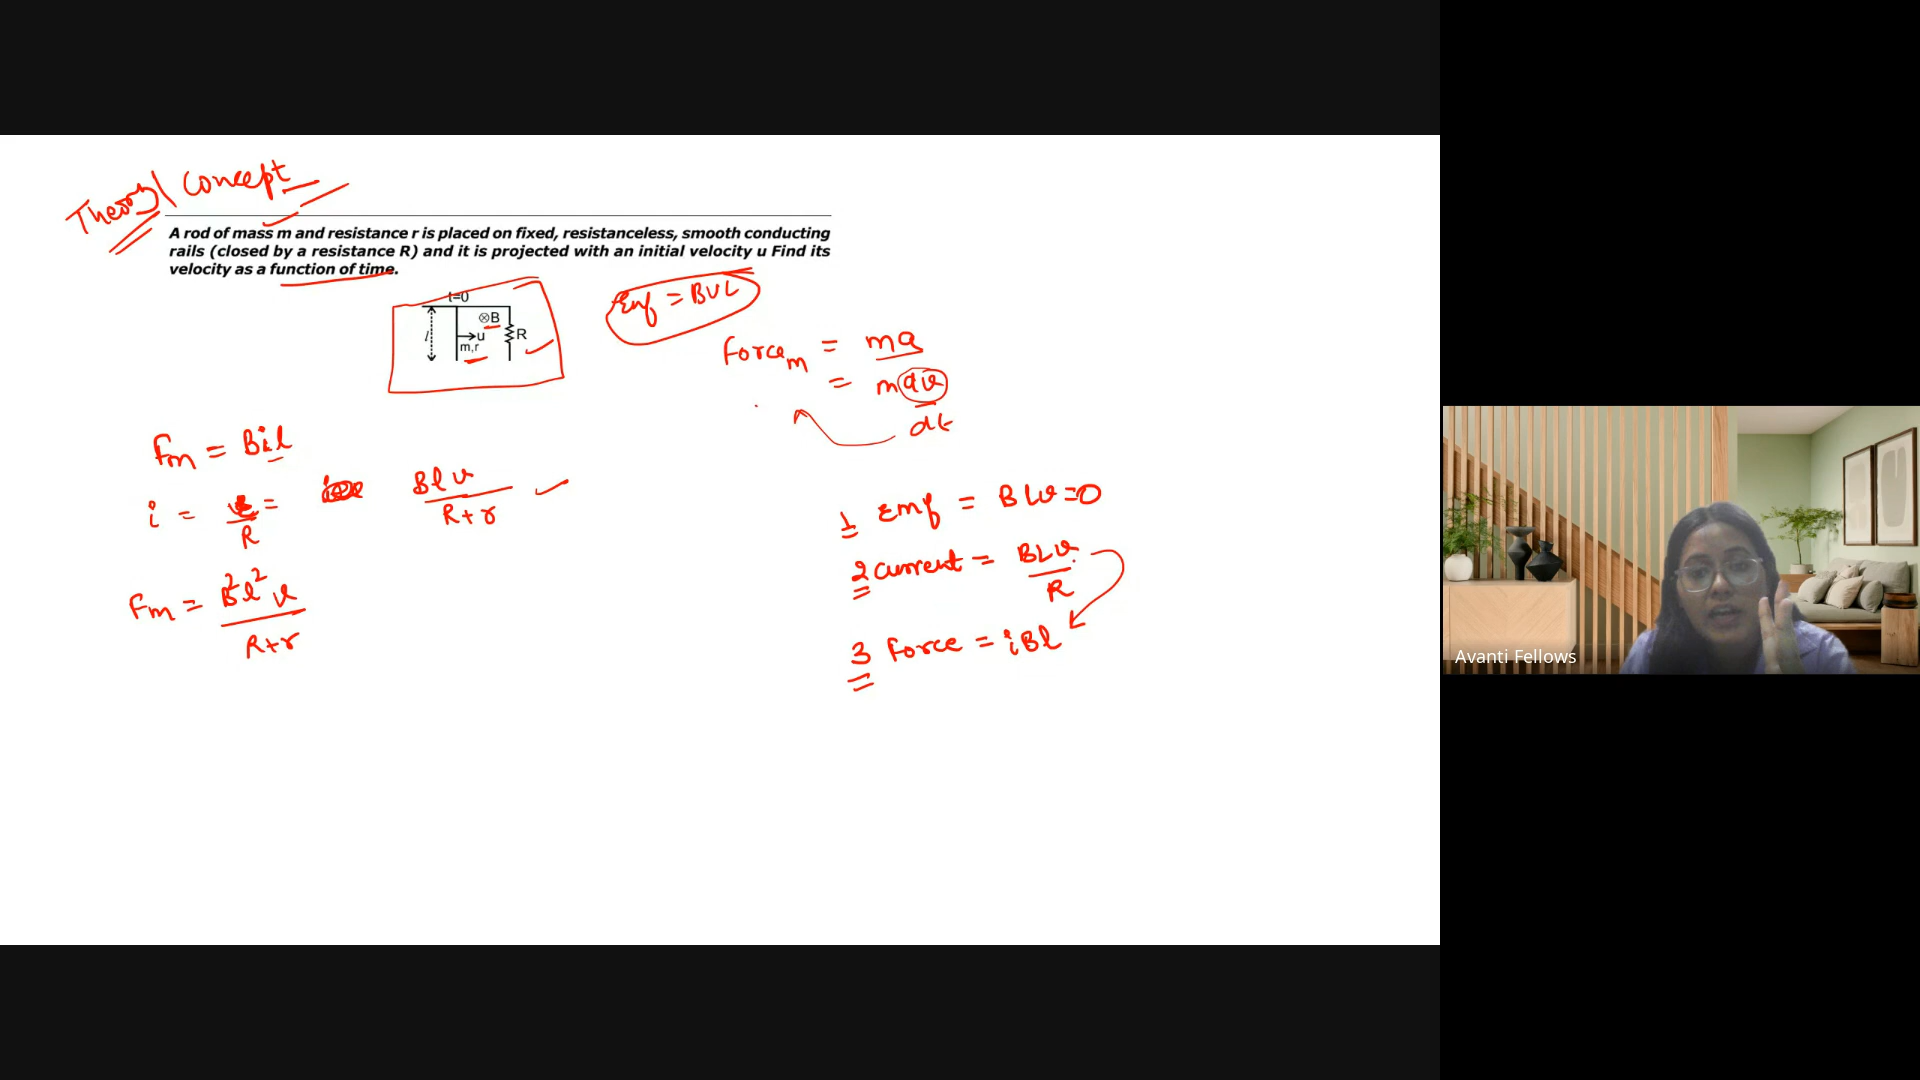 Theory| Concept
A rod of mass m and resistance r is placed on fixed, resistanceless, smooth conducting
rails (closed by a resistance R) and it is projected with an initial velocity u Find its
velocity as a function of time.
t=0
⊗B
l
u
R
m,r
Emf = BVL
Force m = ma
= m dv
dt
Fm = Bil
i = = Blv
R R+r
Fm = B²l²v
R+r
1 Emf = BLv=0
2 current = BLv
R
3 Force = iBl
Avanti Fellows